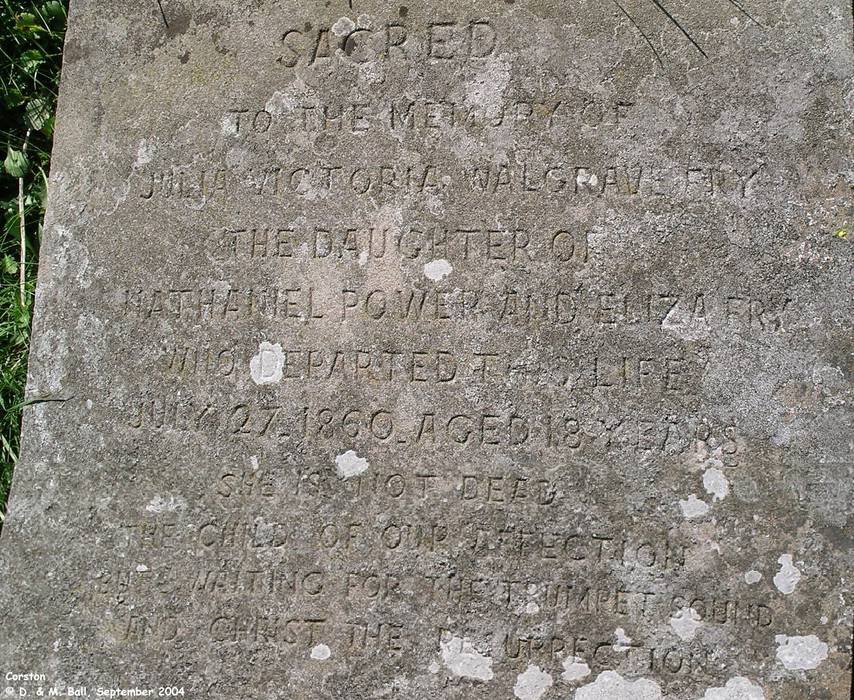 SACRED
TO THE MEMORY OF
JULIA VICTORIA WALGRAVE FRY
THE DAUGHTER OF
NATHANIEL POWER AND ELIZA FRY
WHO DEPARTED THIS LIFE
JULY 27. 1860. AGED 18 YEARS
SHE IS NOT DEAD
THE CHILD OF OUR AFFECTION
BUT WAITING FOR THE TRUMPET SOUND
AND CHRIST THE RESURRECTION
Corston
© D. & M. Ball, September 2004